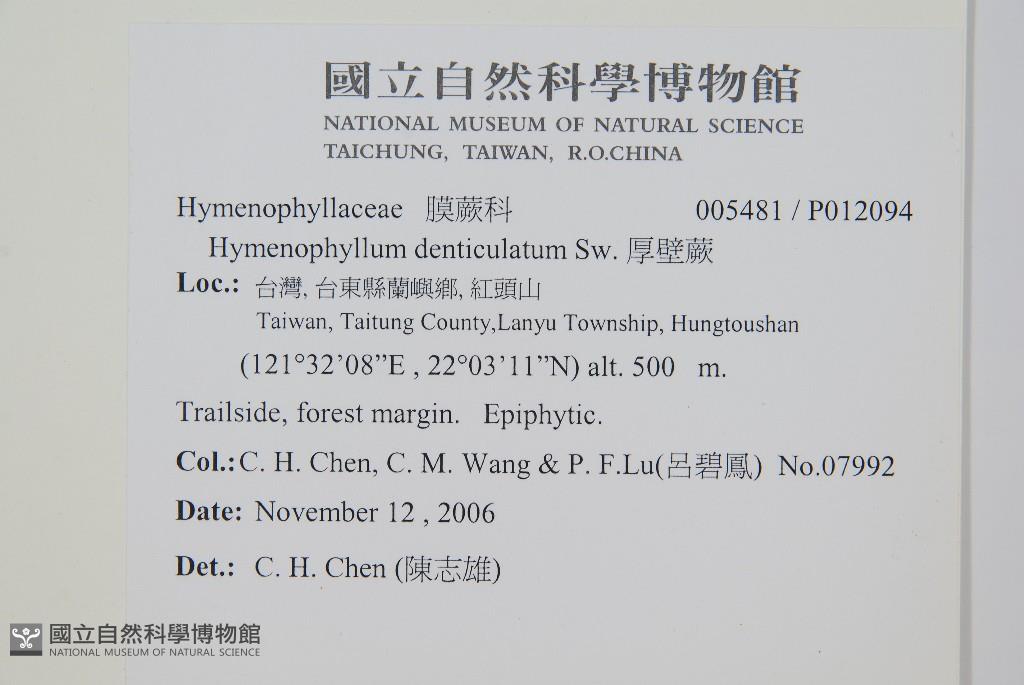 國立自然科學博物館
NATIONAL MUSEUM OF NATURAL SCIENCE
TAICHUNG, TAIWAN, R.O.CHINA
Hymenophyllaceae 膜蕨科 005481 / P012094
Hymenophyllum denticulatum Sw. 厚壁蕨
Loc.: 台灣, 台東縣蘭嶼鄉, 紅頭山
Taiwan, Taitung County,Lanyu Township, Hungtoushan
(121°32’08”E , 22°03’11”N) alt. 500 m.
Trailside, forest margin. Epiphytic.
Col.: C. H. Chen, C. M. Wang & P. F.Lu(呂碧鳳) No.07992
Date: November 12 , 2006
Det.: C. H. Chen (陳志雄)
國立自然科學博物館
NATIONAL MUSEUM OF NATURAL SCIENCE